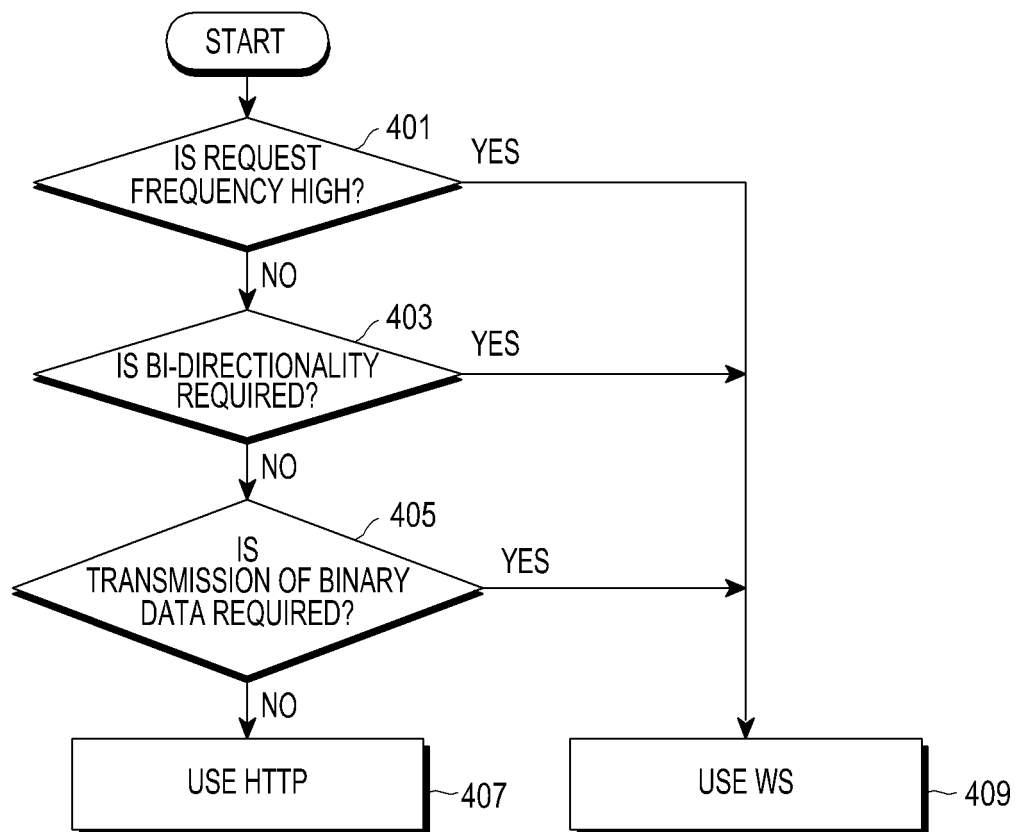 START
401
IS REQUEST
FREQUENCY HIGH?
YES
NO
403
IS BI-DIRECTIONALITY
REQUIRED?
YES
NO
405
IS
TRANSMISSION OF BINARY
DATA REQUIRED?
YES
NO
USE HTTP
407
USE WS
409